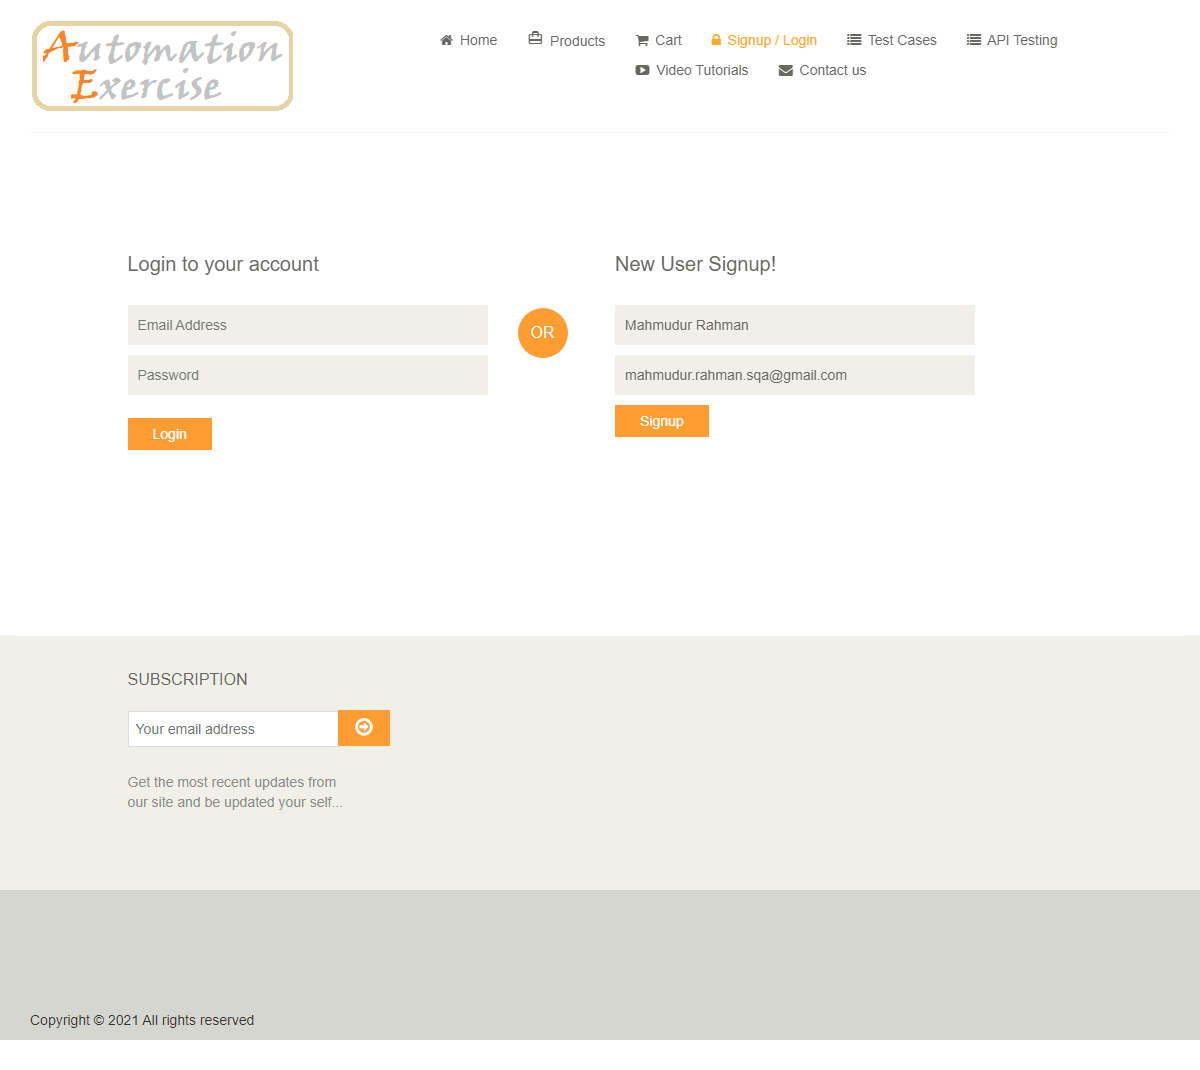 Automation
Exercise
Home
Products
Cart
Signup / Login
Test Cases
API Testing
Video Tutorials
Contact us
Login to your account
Email Address
Password
Login
OR
New User Signup!
Mahmudur Rahman
mahmudur.rahman.sqa@gmail.com
Signup
SUBSCRIPTION
Your email address
Get the most recent updates from
our site and be updated your self...
Copyright © 2021 All rights reserved